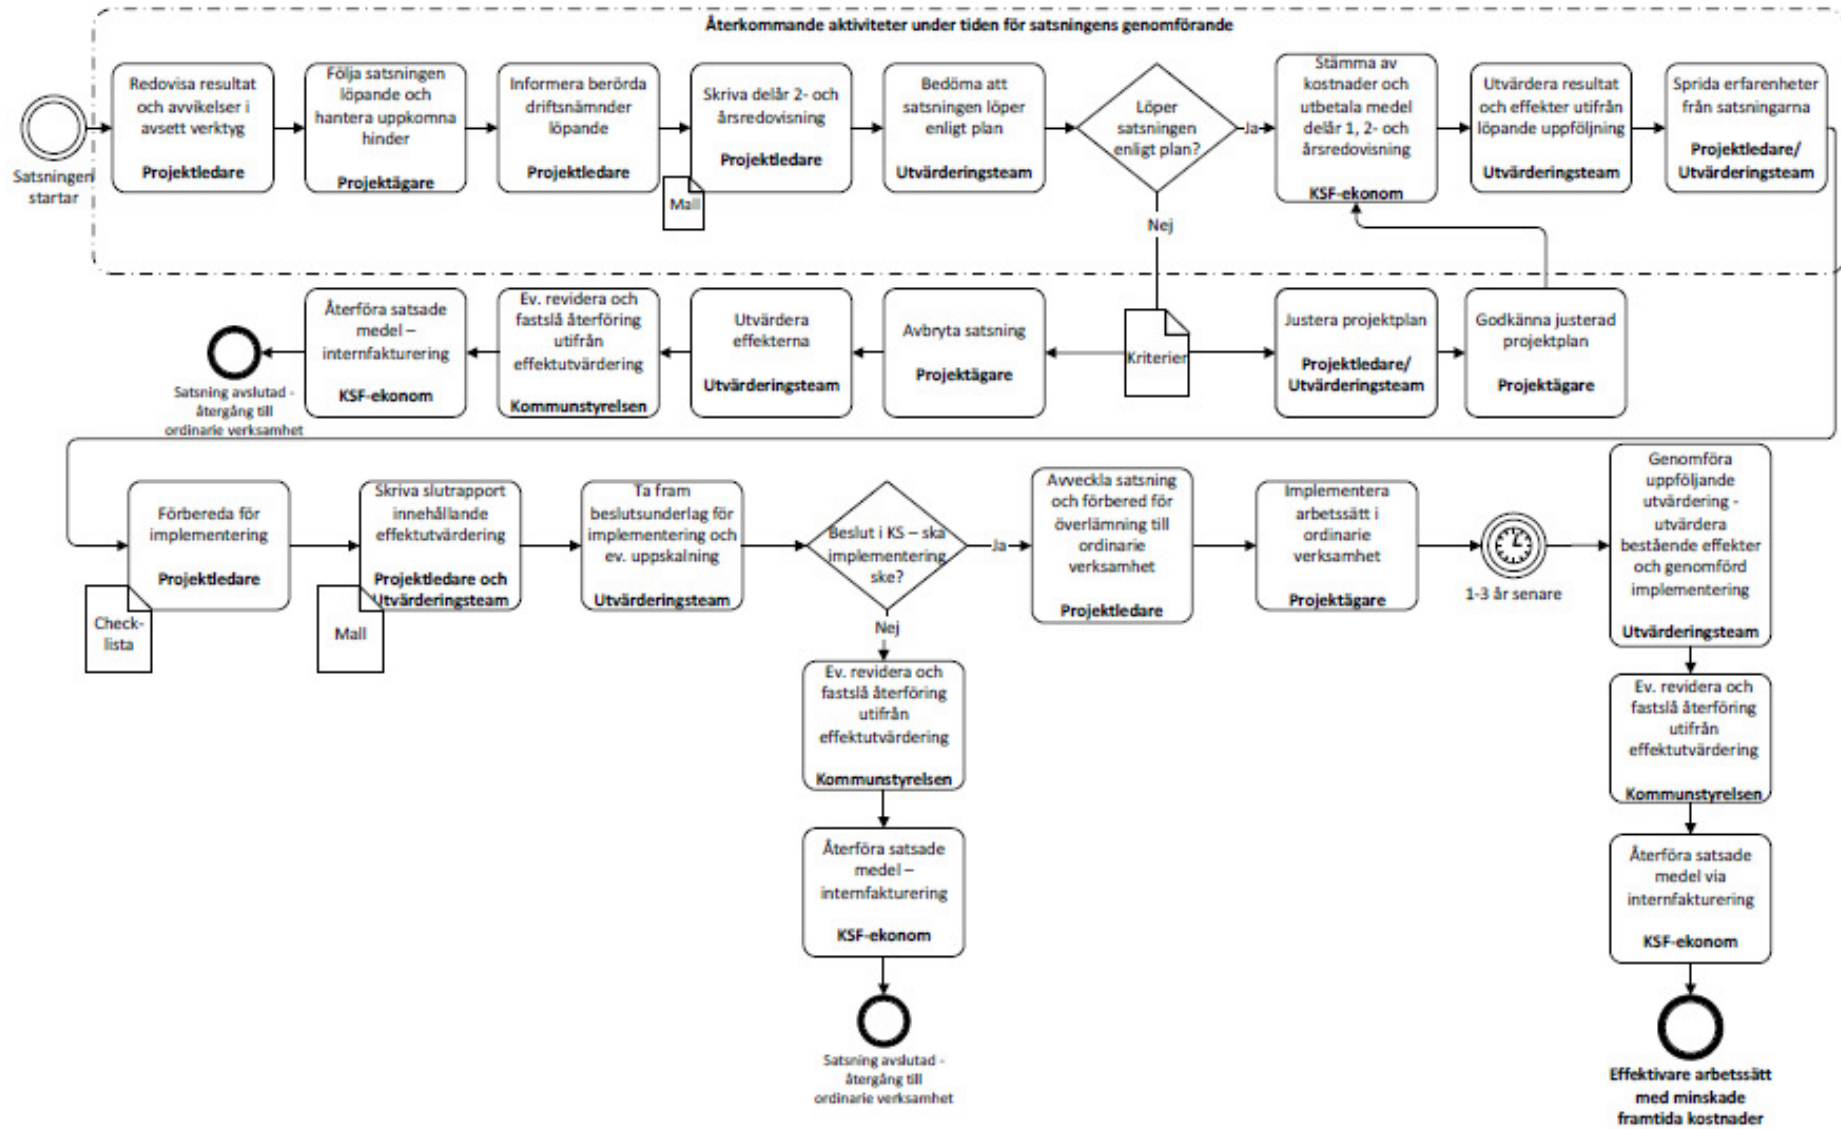 Återkommande aktiviteter under tiden för satsningens genomförande
Satsningen
startar
Redovisa resultat
och avvikelser i
avsett verktyg
Projektledare
Följa satsningen
löpande och
hantera uppkomna
hinder
Projektägare
Informera berörda
driftsnämnder
löpande
Projektledare
Skriva delår 2- och
årsredovisning
Projektledare
Mall
Bedöma att
satsningen löper
enligt plan
Utvärderingsteam
Löper
satsningen
enligt plan?
Ja
Nej
Stämma av
kostnader och
utbetala medel
delår 1, 2- och
årsredovisning
KSF-ekonom
Utvärdera resultat
och effekter utifrån
löpande uppföljning
Utvärderingsteam
Sprida erfarenheter
från satsningarna
Projektledare/
Utvärderingsteam
Satsning avslutad -
återgång till
ordinarie verksamhet
Återföra satsade
medel –
internfakturering
KSF-ekonom
Ev. revidera och
fastslå återföring
utifrån
effektutvärdering
Kommunstyrelsen
Utvärdera
effekterna
Utvärderingsteam
Avbryta satsning
Projektägare
Kriterier
Justera projektplan
Projektledare/
Utvärderingsteam
Godkänna justerad
projektplan
Projektägare
Förbereda för
implementering
Projektledare
Check-
lista
Skriva slutrapport
innehållande
effektutvärdering
Projektledare och
Utvärderingsteam
Mall
Ta fram
beslutsunderlag för
implementering och
ev. uppskalning
Utvärderingsteam
Beslut i KS – ska
implementering
ske?
Ja
Nej
Avveckla satsning
och förbered för
överlämning till
ordinarie
verksamhet
Projektledare
Implementera
arbetssätt i
ordinarie
verksamhet
Projektägare
1-3 år senare
Genomföra
uppföljande
utvärdering -
utvärdera
bestående effekter
och genomförd
implementering
Utvärderingsteam
Ev. revidera och
fastslå återföring
utifrån
effektutvärdering
Kommunstyrelsen
Återföra satsade
medel –
internfakturering
KSF-ekonom
Satsning avslutad -
återgång till
ordinarie verksamhet
Ev. revidera och
fastslå återföring
utifrån
effektutvärdering
Kommunstyrelsen
Återföra satsade
medel via
internfakturering
KSF-ekonom
Effektivare arbetssätt
med minskade
framtida kostnader